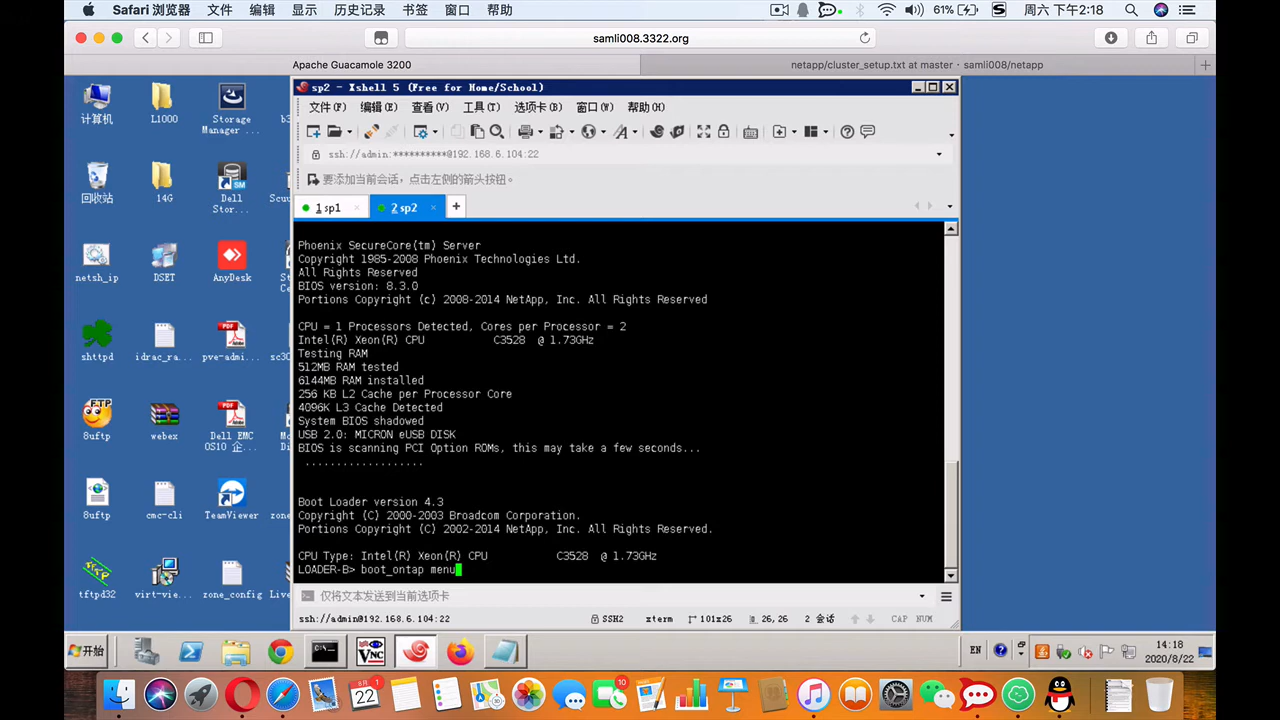 Safari 浏览器 文件 编辑 显示 历史记录 书签 窗口 帮助
61% 周六下午2:18
samli008.3322.org
Apache Guacamole 3200
netapp/cluster_setup.txt at master · samli008/netapp
sp2 - Xshell 5 (Free for Home/School)
文件(F) 编辑(E) 查看(V) 工具(T) 选项卡(B) 窗口(W) 帮助(H)
ssh://admin:**********@192.168.6.104:22
要添加当前会话，点击左侧的箭头按钮。
1 sp1
2 sp2
Phoenix SecureCore(tm) Server
Copyright 1985-2008 Phoenix Technologies Ltd.
All Rights Reserved
BIOS version: 8.3.0
Portions Copyright (c) 2008-2014 NetApp, Inc. All Rights Reserved
CPU = 1 Processors Detected, Cores per Processor = 2
Intel(R) Xeon(R) CPU C3528 @ 1.73GHz
Testing RAM
512MB RAM tested
6144MB RAM installed
256 KB L2 Cache per Processor Core
4096K L3 Cache Detected
System BIOS shadowed
USB 2.0: MICRON eUSB DISK
BIOS is scanning PCI Option ROMs, this may take a few seconds...
...................
Boot Loader version 4.3
Copyright (C) 2000-2003 Broadcom Corporation.
Portions Copyright (C) 2002-2014 NetApp, Inc. All Rights Reserved.
CPU Type: Intel(R) Xeon(R) CPU C3528 @ 1.73GHz
LOADER-B> boot_ontap menu
仅将文本发送到当前选项卡
ssh://admin@192.168.6.104:22
SSH2
xterm
101x26
26,26
2 会话
CAP NUM
计算机
L1000
Storage Manager ...
回收站
14G
Dell Stor...
netsh_ip
DSET
AnyDesk
shttpd
idrac_ra...
pve-admi...
8uftp
webex
Dell EMC OS10 企...
8uftp
cmc-cli
TeamViewer
tftpd32
virt-vie...
zone_config
开始
EN
14:18
2020/8/22
22
1
10